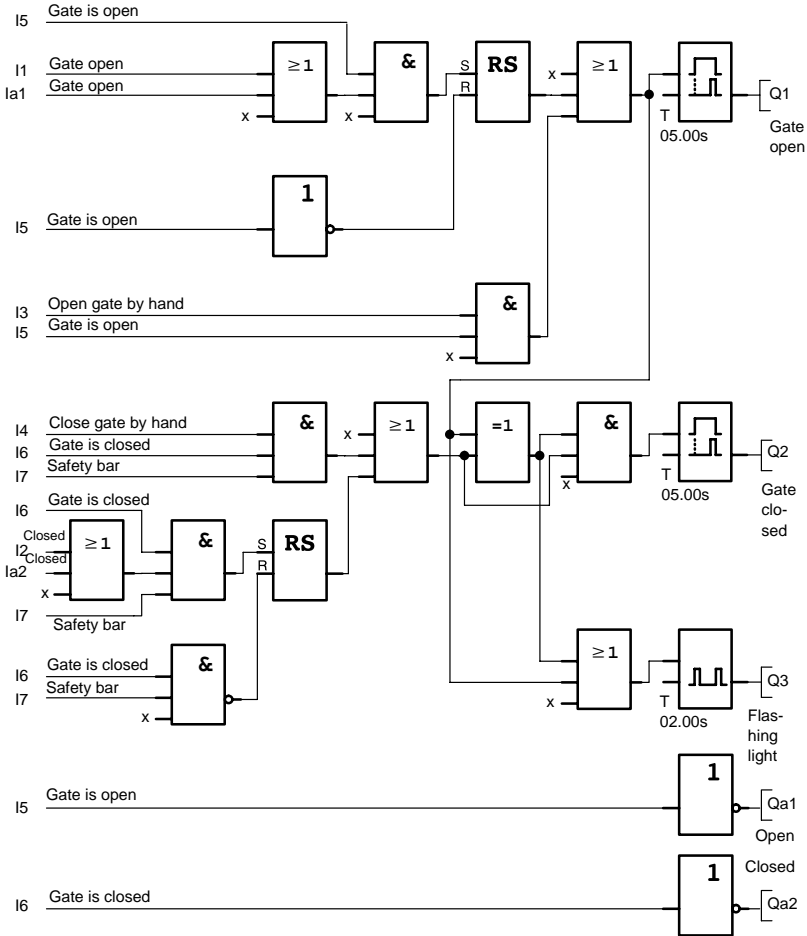 I5 Gate is open
I1 Gate open ≥1 & S RS x ≥1
Ia1 Gate open R Q1
x x T
05.00s
Gate
open
1
I5 Gate is open
I3 Open gate by hand &
I5 Gate is open
x
I4 Close gate by hand & x ≥1 =1 &
I6 Gate is closed Q2
I7 Safety bar x T
05.00s
Gate
clo-
sed
I6 Gate is closed
I2 Closed ≥1 & S RS
Ia2 Closed R
x
I7 Safety bar
I6 Gate is closed & ≥1
I7 Safety bar Q3
x x T
02.00s
Flas-
hing
light
1
I5 Gate is open Qa1
Open
1 Closed
I6 Gate is closed Qa2